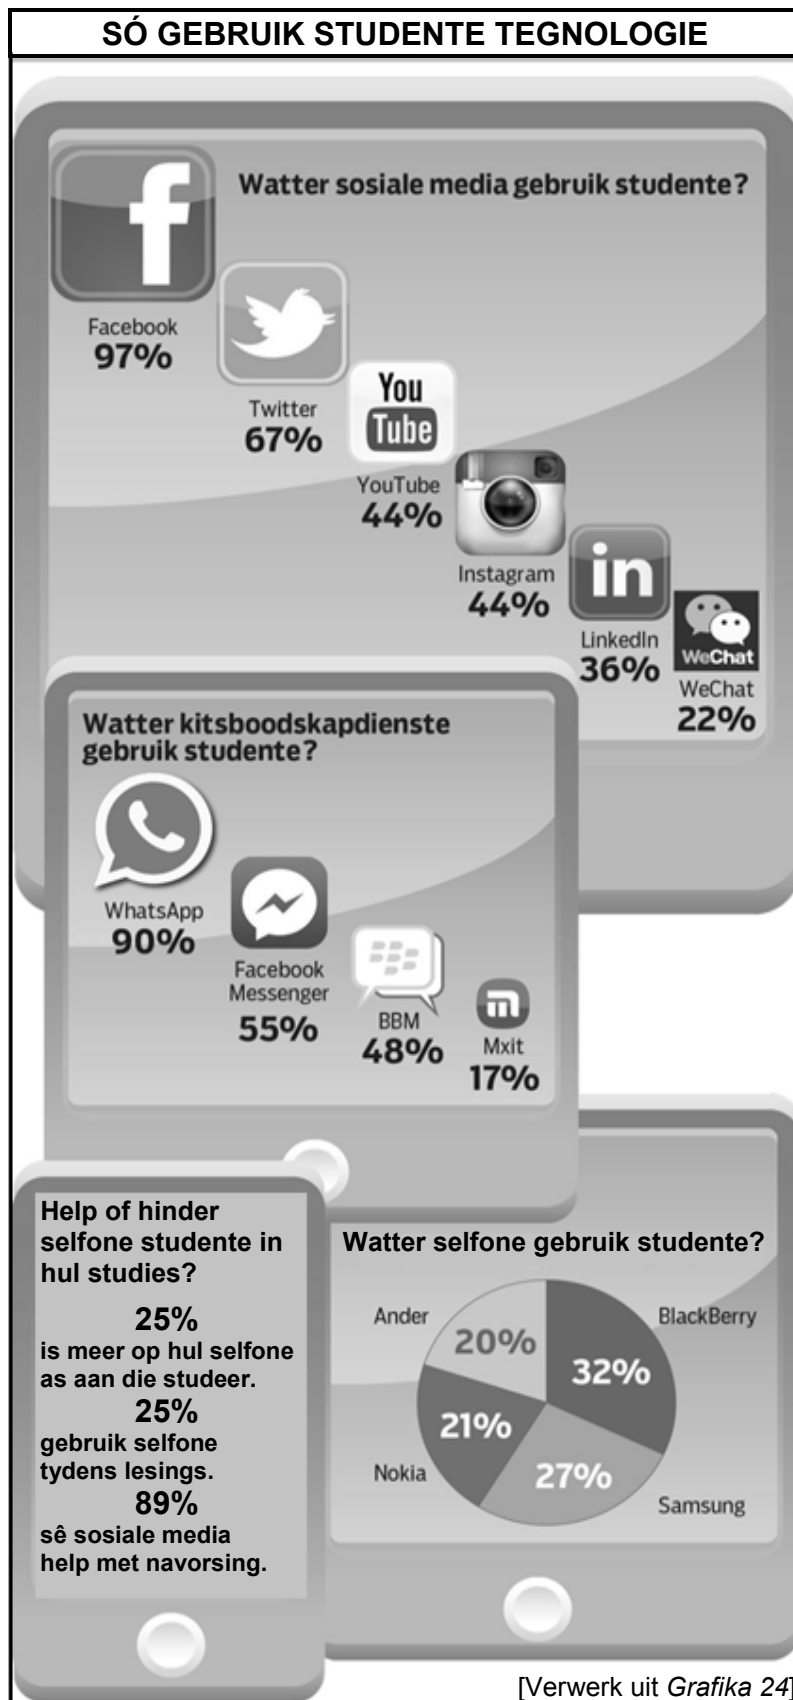 SÓ GEBRUIK STUDENTE TEGNOLOGIE
Watter sosiale media gebruik studente?
f
Facebook
97%
Twitter
67%
You
Tube
YouTube
44%
Instagram
44%
in
LinkedIn
36%
WeChat
WeChat
22%
Watter kitsboodskapdienste
gebruik studente?
WhatsApp
90%
Facebook
Messenger
55%
BBM
48%
m
Mxit
17%
Help of hinder
selfone studente in
hul studies?
25%
is meer op hul selfone
as aan die studeer.
25%
gebruik selfone
tydens lesings.
89%
sê sosiale media
help met navorsing.
Watter selfone gebruik studente?
Ander
20%
BlackBerry
32%
21%
Nokia
27%
Samsung
[Verwerk uit Grafika 24]